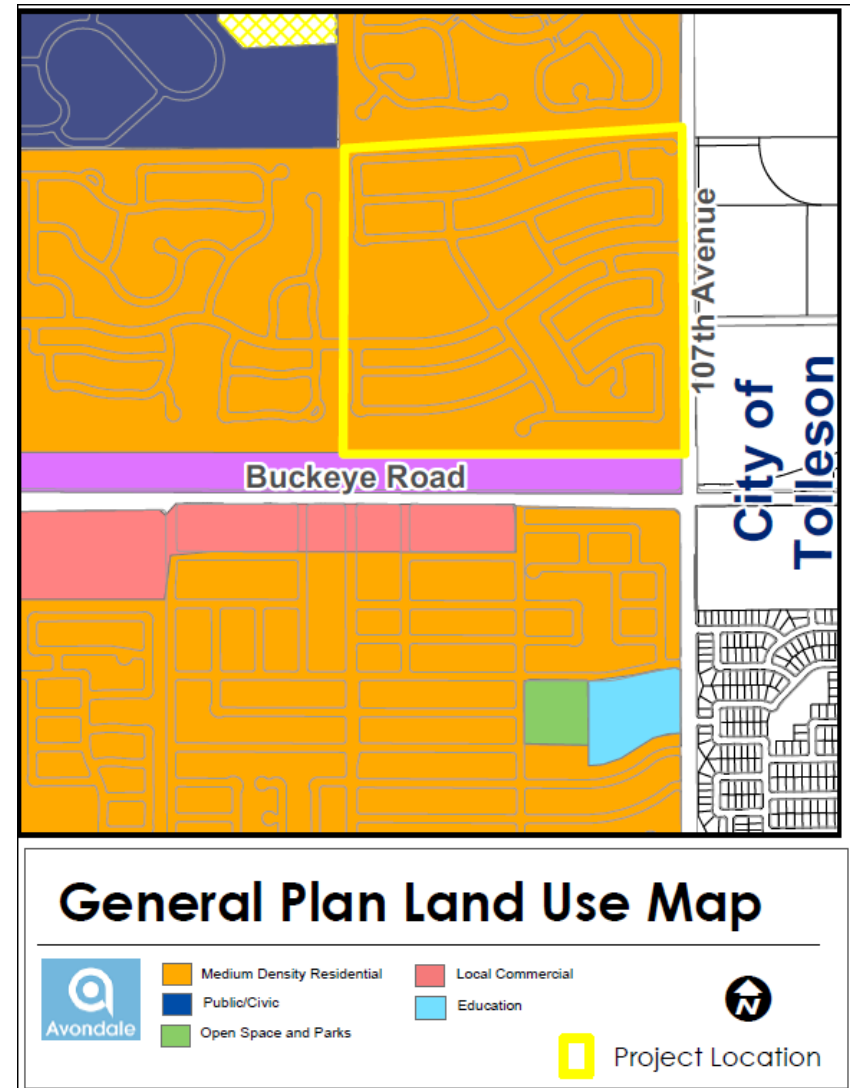 107th-Avenue
City of
Tolleson
Buckeye Road
General Plan Land Use Map
Avondale
Medium Density Residential
Public/Civic
Open Space and Parks
Local Commercial
Education
N
Project Location